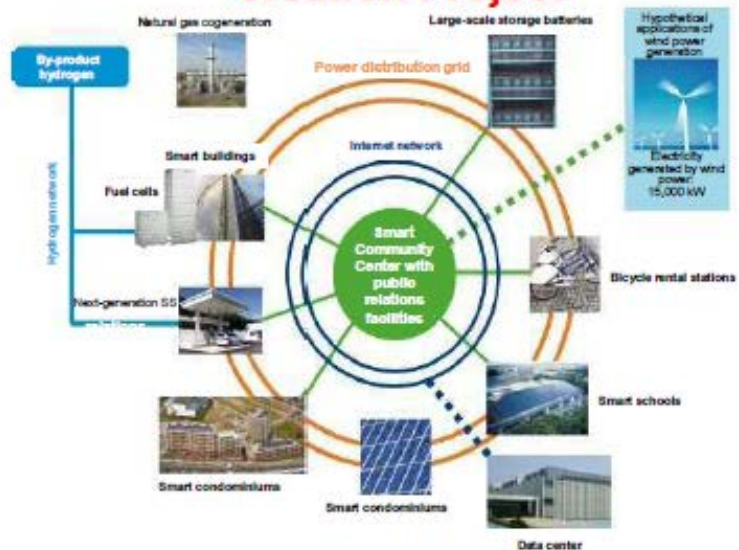 Natural gas cogeneration
Large-scale storage batteries
Hypothetical
applications of
wind power
generation
By-product
hydrogen
Power distribution grid
Internet network
Smart buildings
Fuel cells
Hydrogen network
Electricity
generated by wind
power:
15,000 kW
Smart
Community
Center with
public
relations
facilities
Bicycle rental stations
Next-generation SS
Smart schools
Smart condominiums
Smart condominiums
Data center